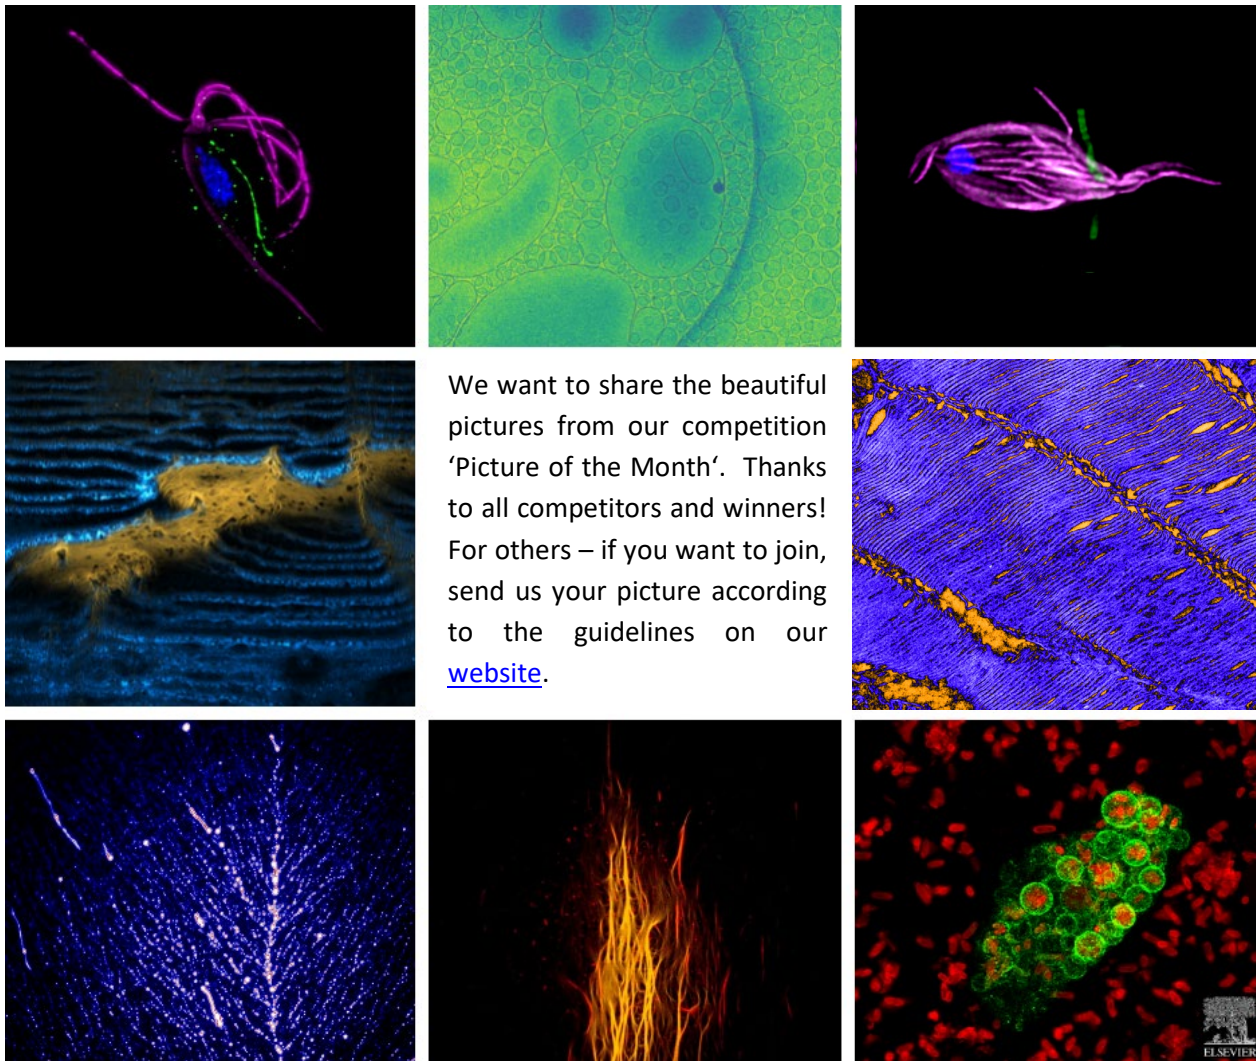 We want to share the beautiful
pictures from our competition
‘Picture of the Month‘. Thanks
to all competitors and winners!
For others – if you want to join,
send us your picture according
to the guidelines on our
website.
ELSEVIER